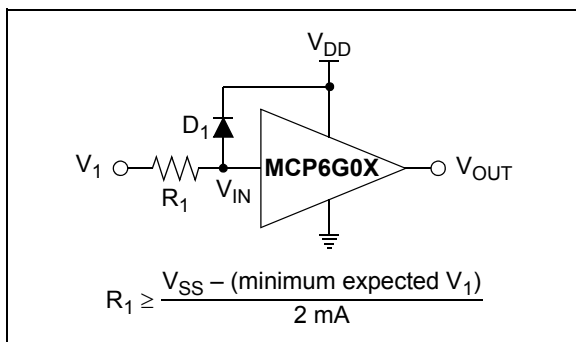 V_DD
D_1
MCP6G0X
V_1
V_OUT
R_1
V_IN
R_1 ≥ V_SS – (minimum expected V_1)
2 mA